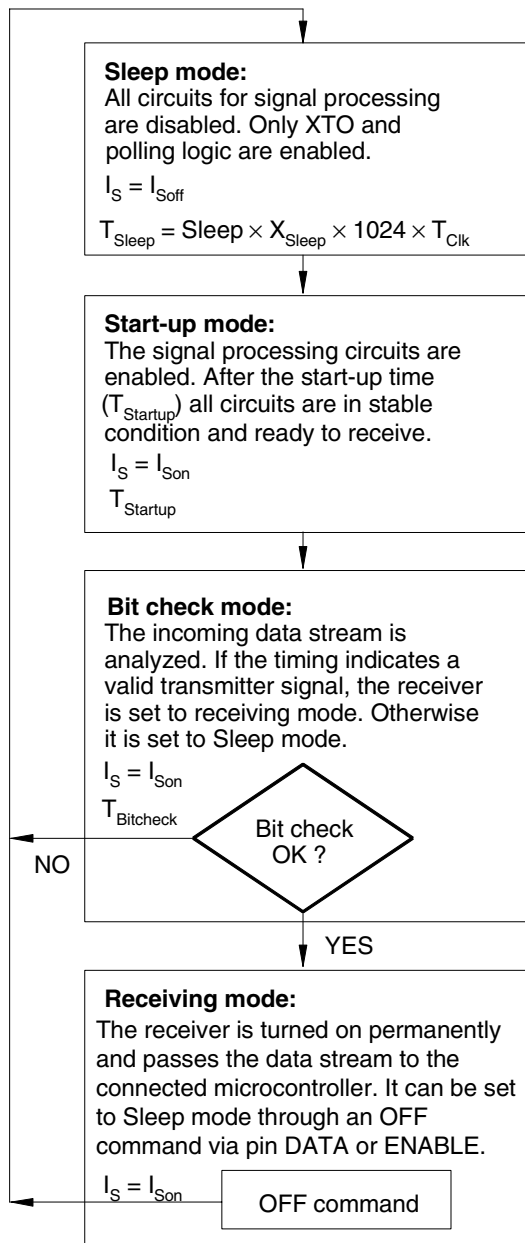 Sleep mode:
All circuits for signal processing
are disabled. Only XTO and
polling logic are enabled.
I_S = I_Soff
T_Sleep = Sleep × X_Sleep × 1024 × T_Clk
Start-up mode:
The signal processing circuits are
enabled. After the start-up time
(T_Startup) all circuits are in stable
condition and ready to receive.
I_S = I_Son
T_Startup
Bit check mode:
The incoming data stream is
analyzed. If the timing indicates a
valid transmitter signal, the receiver
is set to receiving mode. Otherwise
it is set to Sleep mode.
I_S = I_Son
T_Bitcheck
Bit check
OK ?
NO
YES
Receiving mode:
The receiver is turned on permanently
and passes the data stream to the
connected microcontroller. It can be set
to Sleep mode through an OFF
command via pin DATA or ENABLE.
I_S = I_Son
OFF command